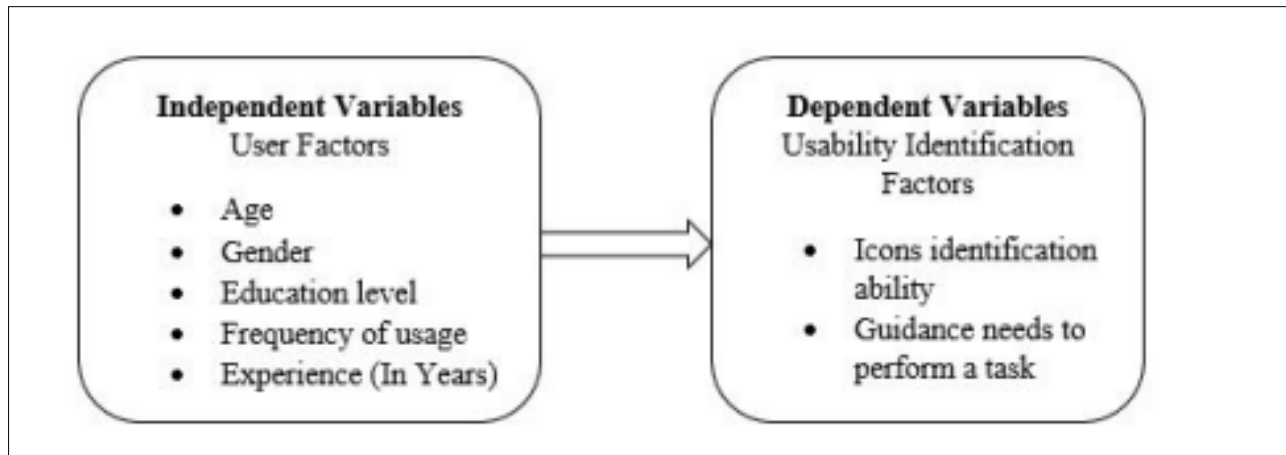 Independent Variables
User Factors
• Age
• Gender
• Education level
• Frequency of usage
• Experience (In Years)
Dependent Variables
Usability Identification
Factors
• Icons identification
ability
• Guidance needs to
perform a task